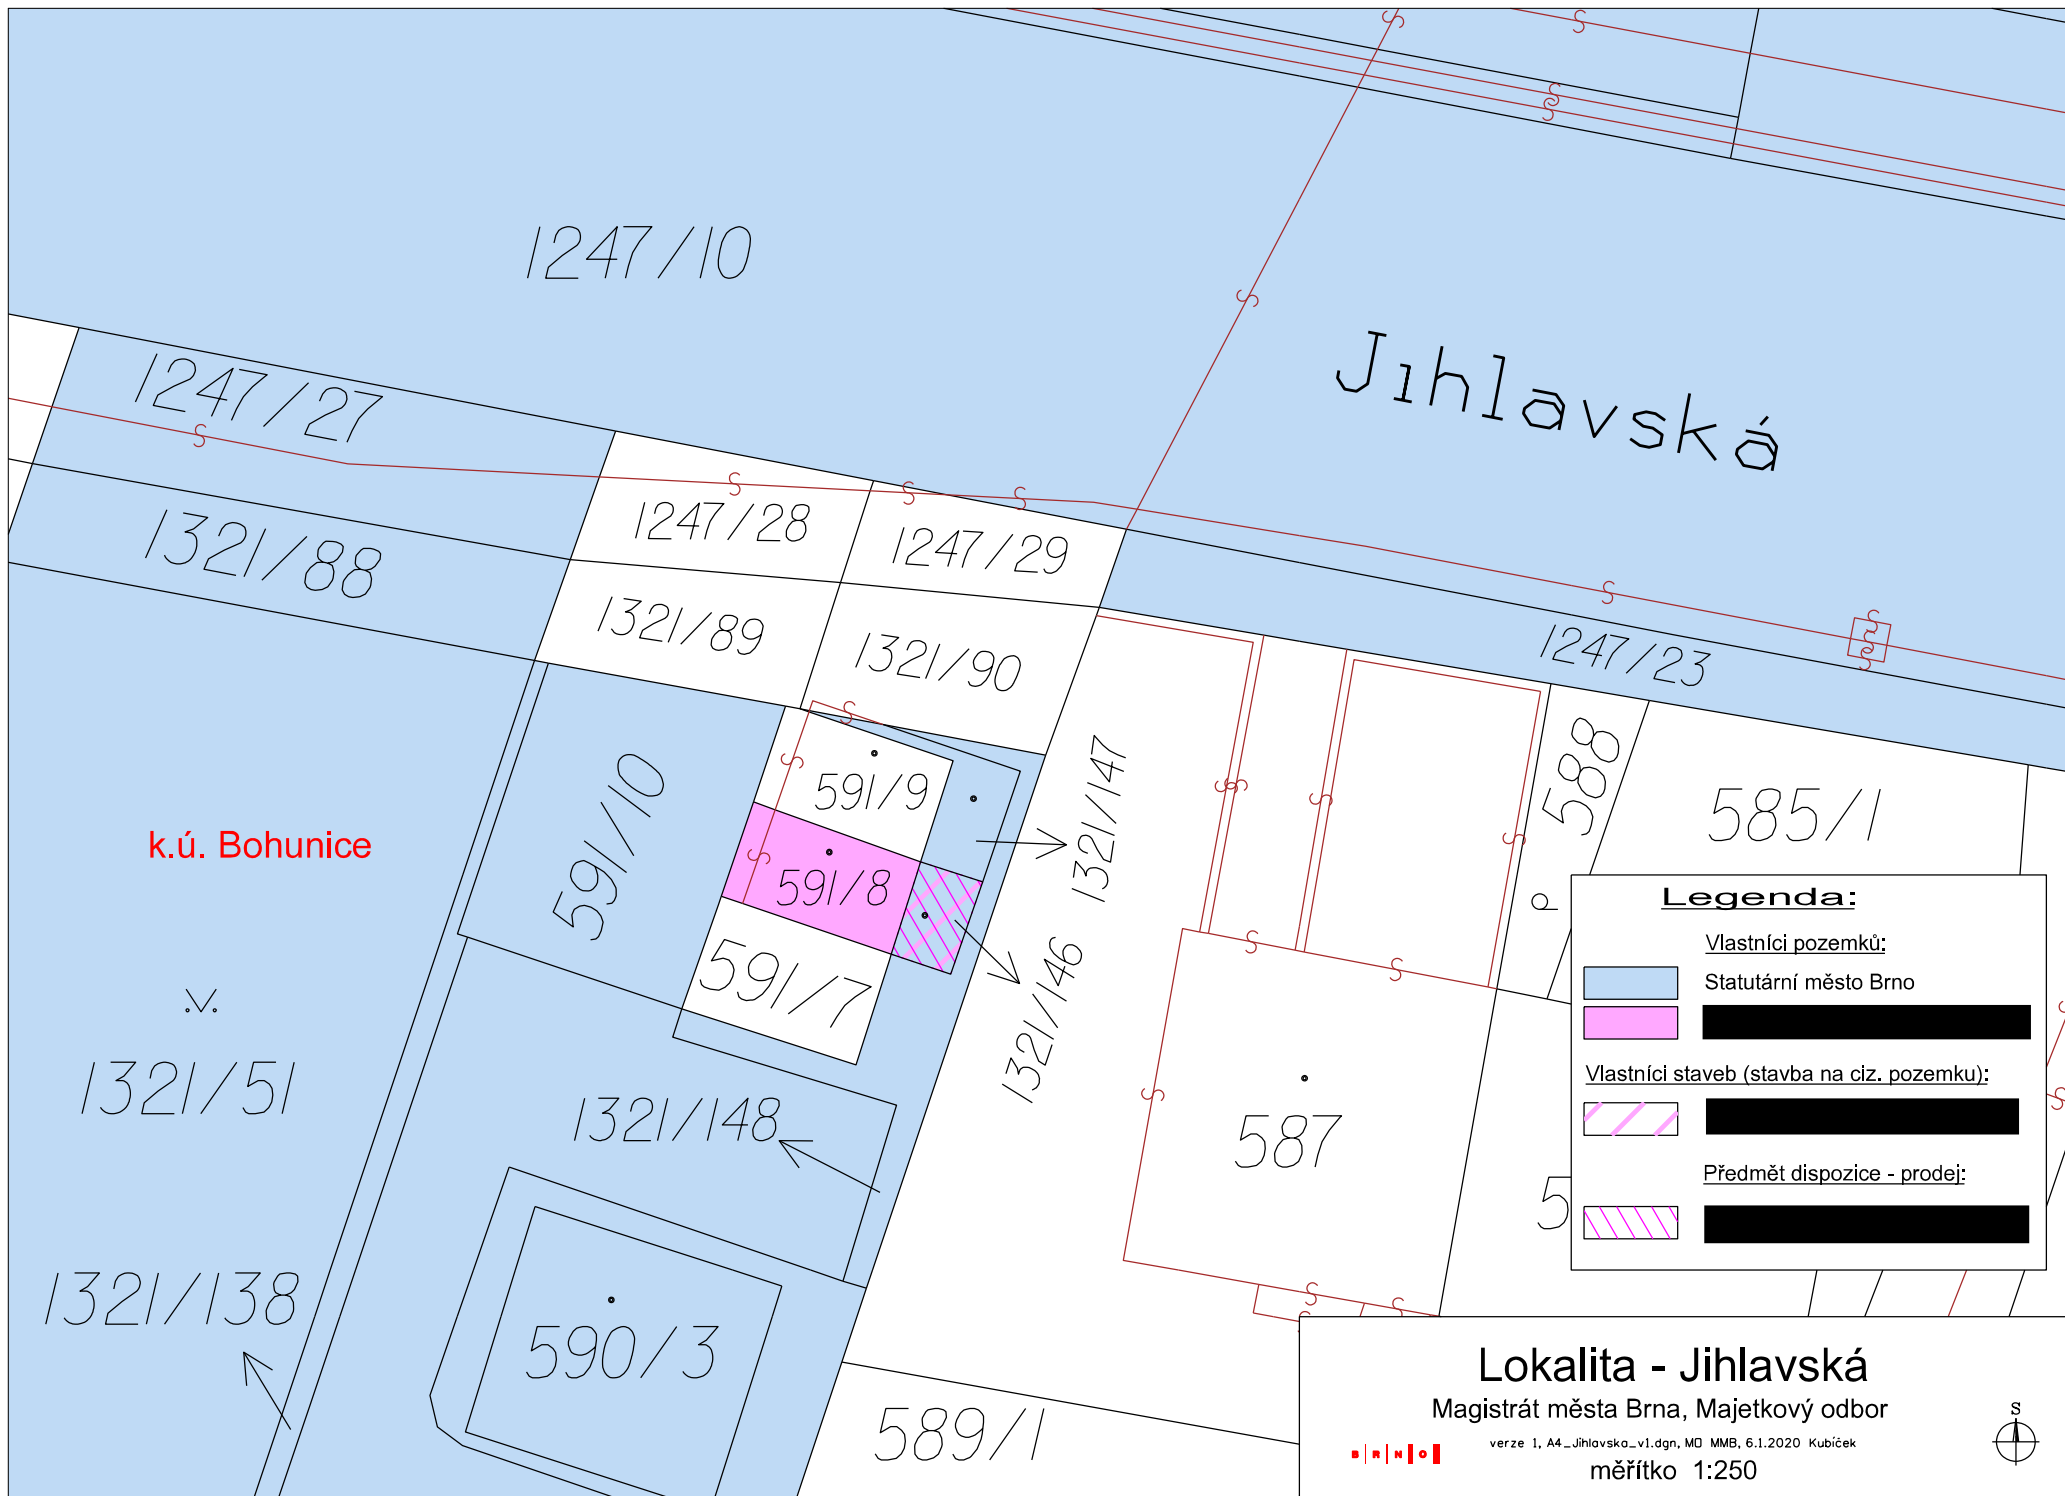 1247/10
Jihlavská
1247/27
1247/28
1247/29
1321/88
1321/89
1321/90
1247/23
591/9
1321/147
588
585/1
k.ú. Bohunice
591/10
591/8
591/7
1321/146
1321/51
1321/148
587
1321/138
590/3
589/1
5
Legenda:
Vlastníci pozemků:
Statutární město Brno
Vlastníci staveb (stavba na ciz. pozemku):
Předmět dispozice - prodej:
Lokalita - Jihlavská
Magistrát města Brna, Majetkový odbor
verze 1, A4_Jihlavska_v1.dgn, MO MMB, 6.1.2020 Kubíček
měřítko 1:250
BRNO
S